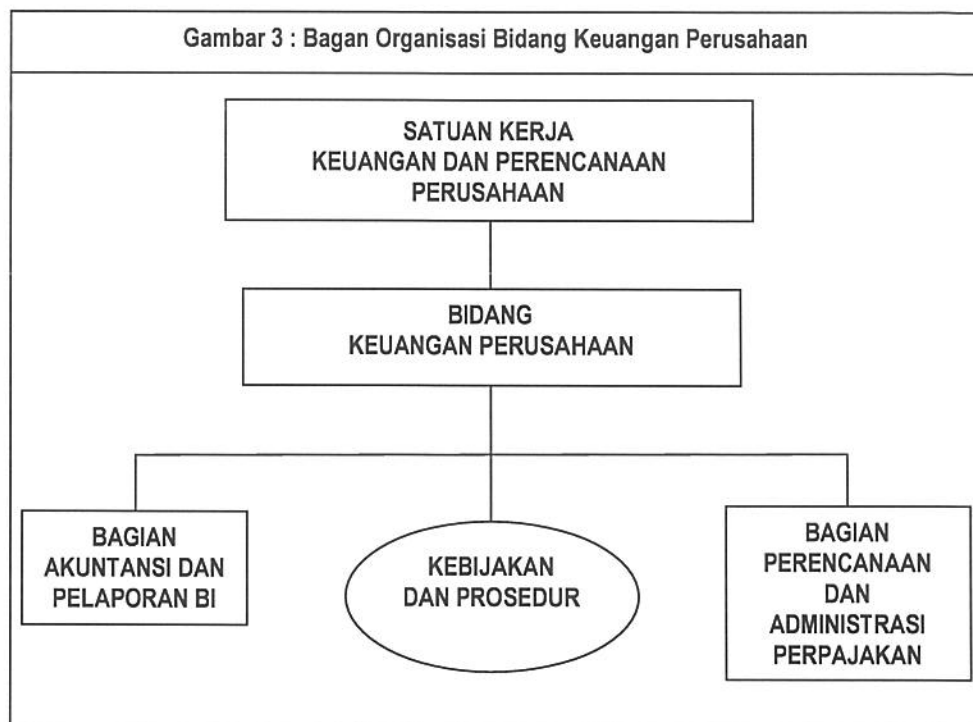 Gambar 3 : Bagan Organisasi Bidang Keuangan Perusahaan
SATUAN KERJA
KEUANGAN DAN PERENCANAAN
PERUSAHAAN
BIDANG
KEUANGAN PERUSAHAAN
BAGIAN
AKUNTANSI DAN
PELAPORAN BI
KEBIJAKAN
DAN PROSEDUR
BAGIAN
PERENCANAAN
DAN
ADMINISTRASI
PERPAJAKAN